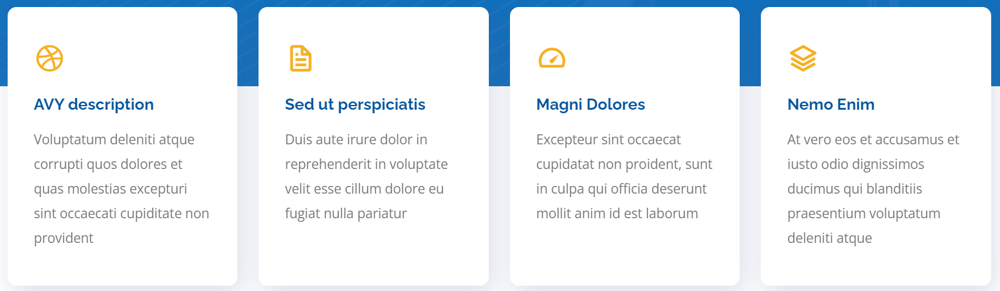 AVY description
Voluptatum deleniti atque
corrupti quos dolores et
quas molestias excepturi
sint occaecati cupiditate non
provident
Sed ut perspiciatis
Duis aute irure dolor in
reprehenderit in voluptate
velit esse cillum dolore eu
fugiat nulla pariatur
Magni Dolores
Excepteur sint occaecat
cupidatat non proident, sunt
in culpa qui officia deserunt
mollit anim id est laborum
Nemo Enim
At vero eos et accusamus et
iusto odio dignissimos
ducimus qui blanditiis
praesentium voluptatum
deleniti atque